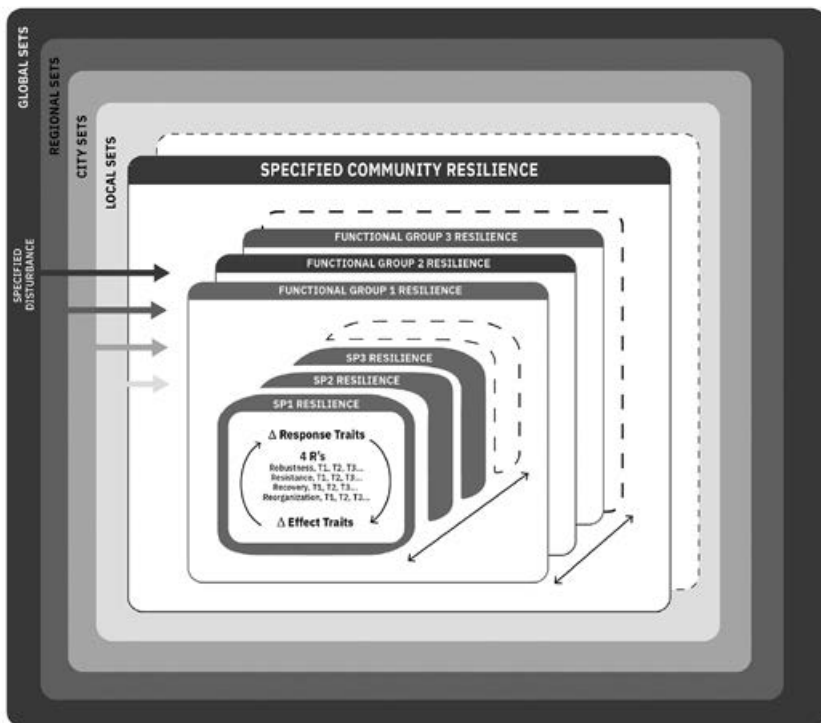 GLOBAL SETS
REGIONAL SETS
CITY SETS
LOCAL SETS
SPECIFIED
DISTURBANCE
SPECIFIED COMMUNITY RESILIENCE
FUNCTIONAL GROUP 3 RESILIENCE
FUNCTIONAL GROUP 2 RESILIENCE
FUNCTIONAL GROUP 1 RESILIENCE
SP3 RESILIENCE
SP2 RESILIENCE
SP1 RESILIENCE
Δ Response Traits
4 R's
Robustness, T1, T2, T3...
Resistance, T1, T2, T3...
Recovery, T1, T2, T3...
Reorganization, T1, T2, T3...
Δ Effect Traits